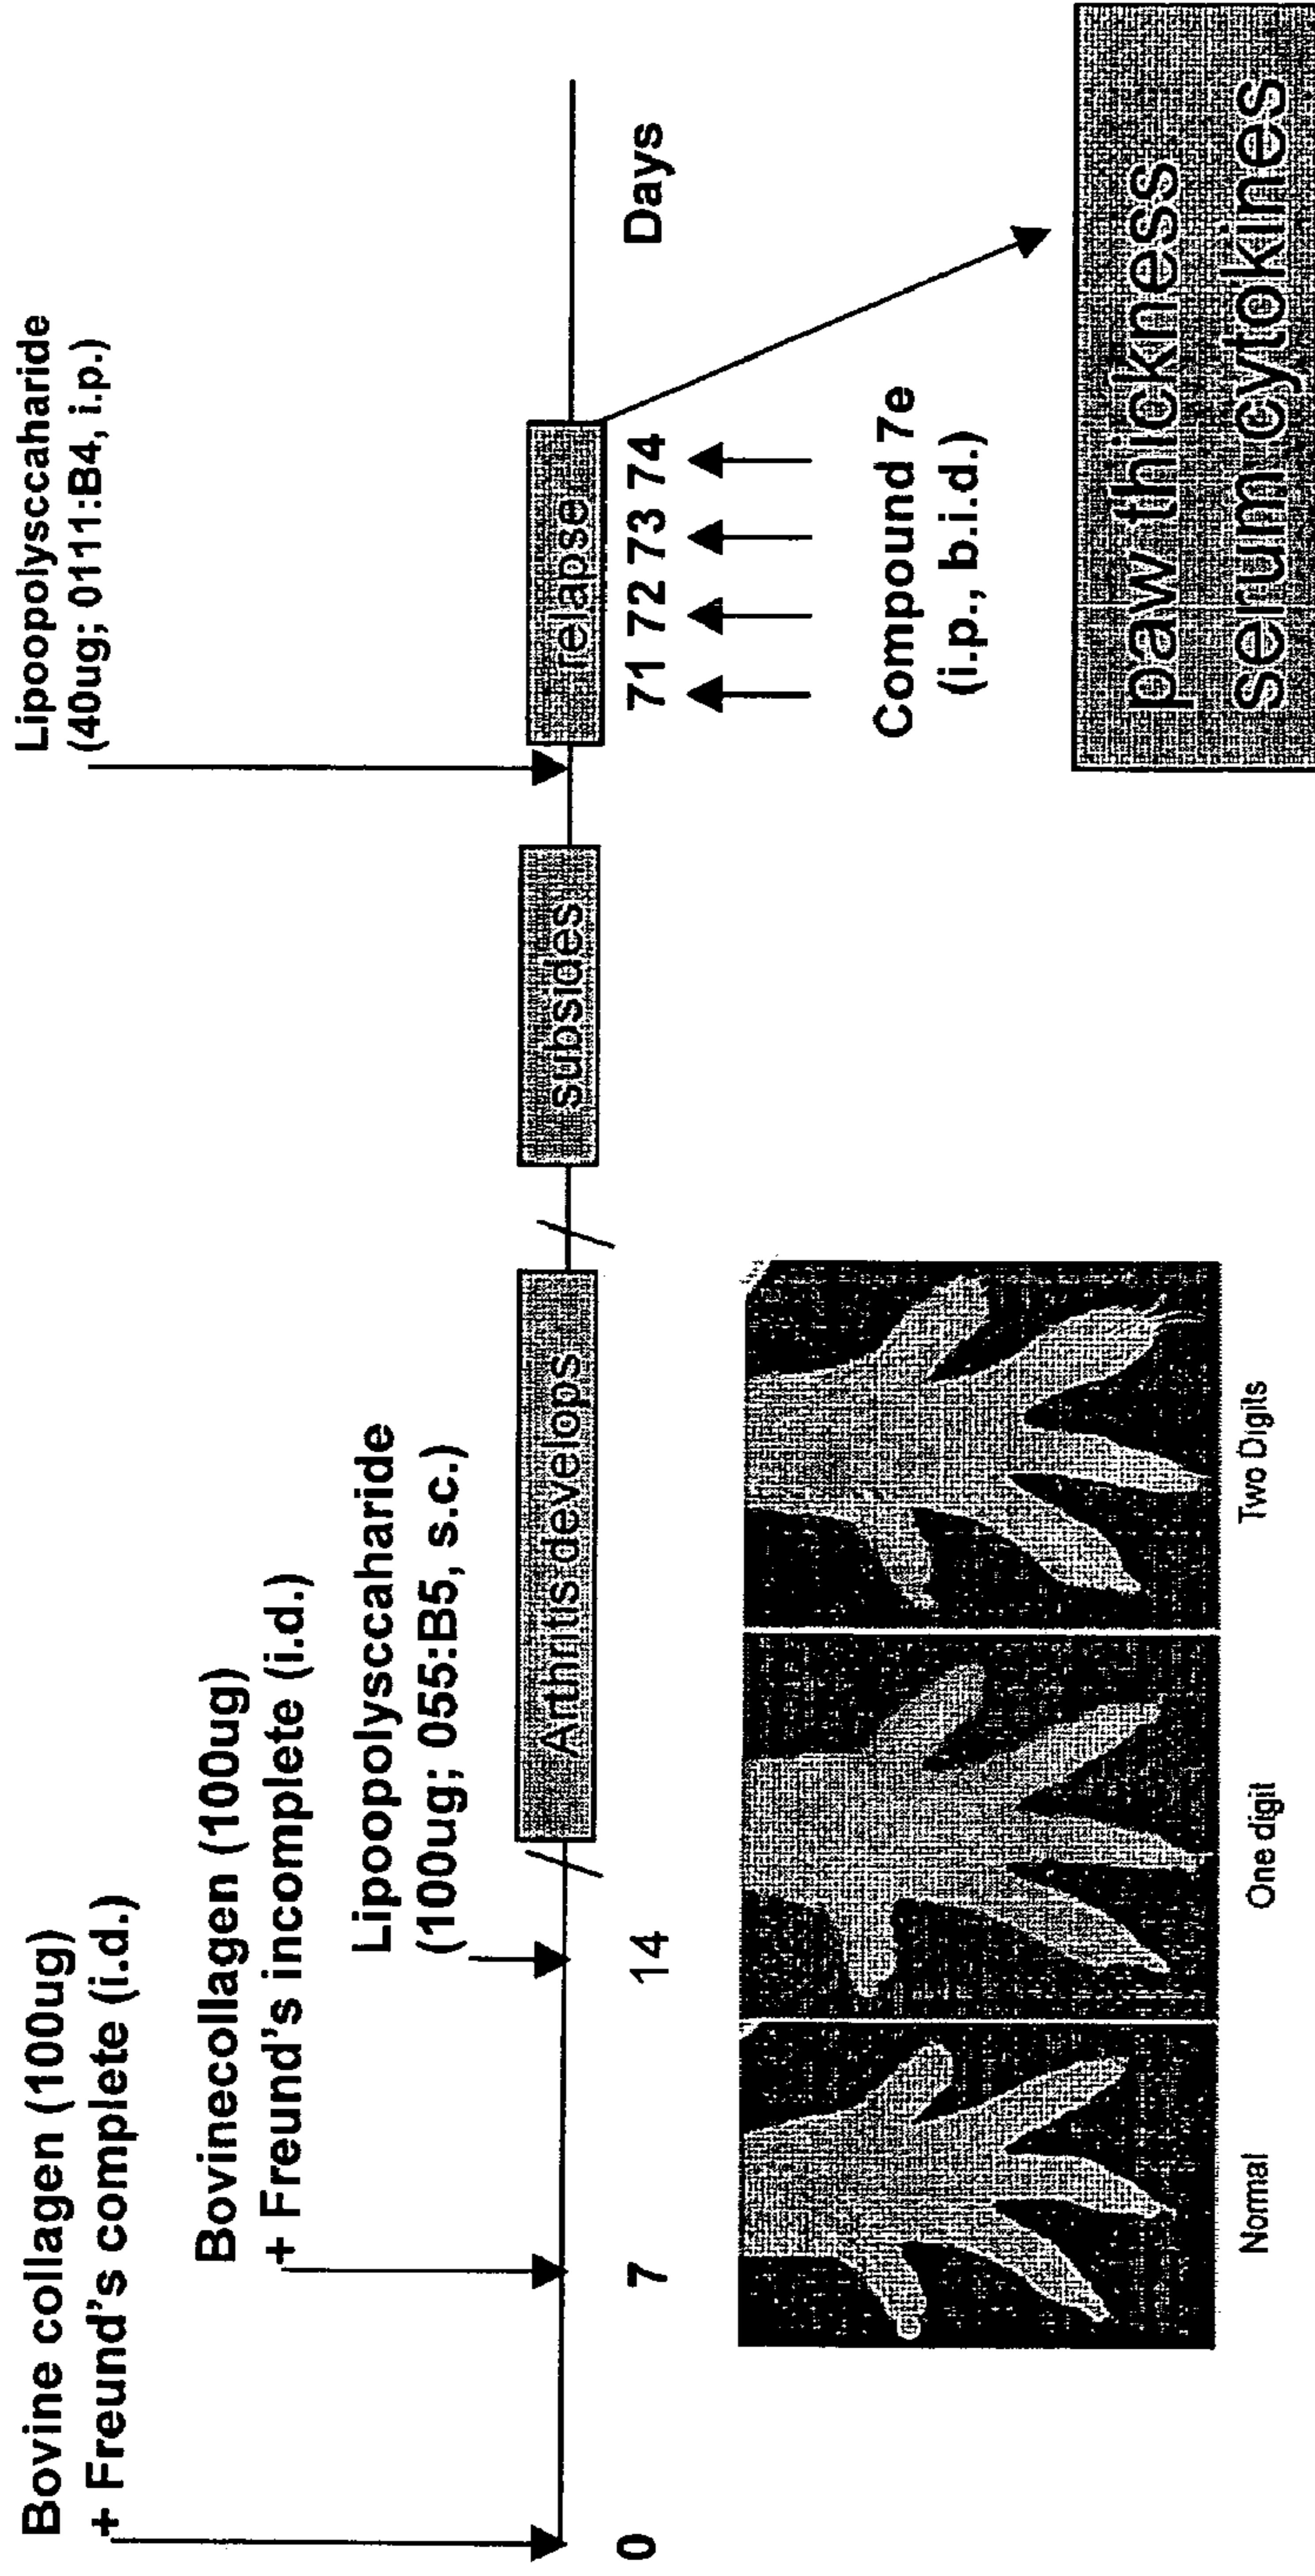 Bovine collagen (100ug)
+ Freund's complete (i.d.)
Bovinecollagen (100ug)
+ Freund's incomplete (i.d.)
Lipoopolysccaharide
(100ug; 055:B5, s.c.)
Lipoopolysccaharide
(40ug; 0111:B4, i.p.)
Arthritis develops
subsides
relapse
0
7
14
71 72 73 74
Days
Compound 7e
(i.p., b.i.d.)
paw thickness
serum cytokines
Normal
One digit
Two Digits